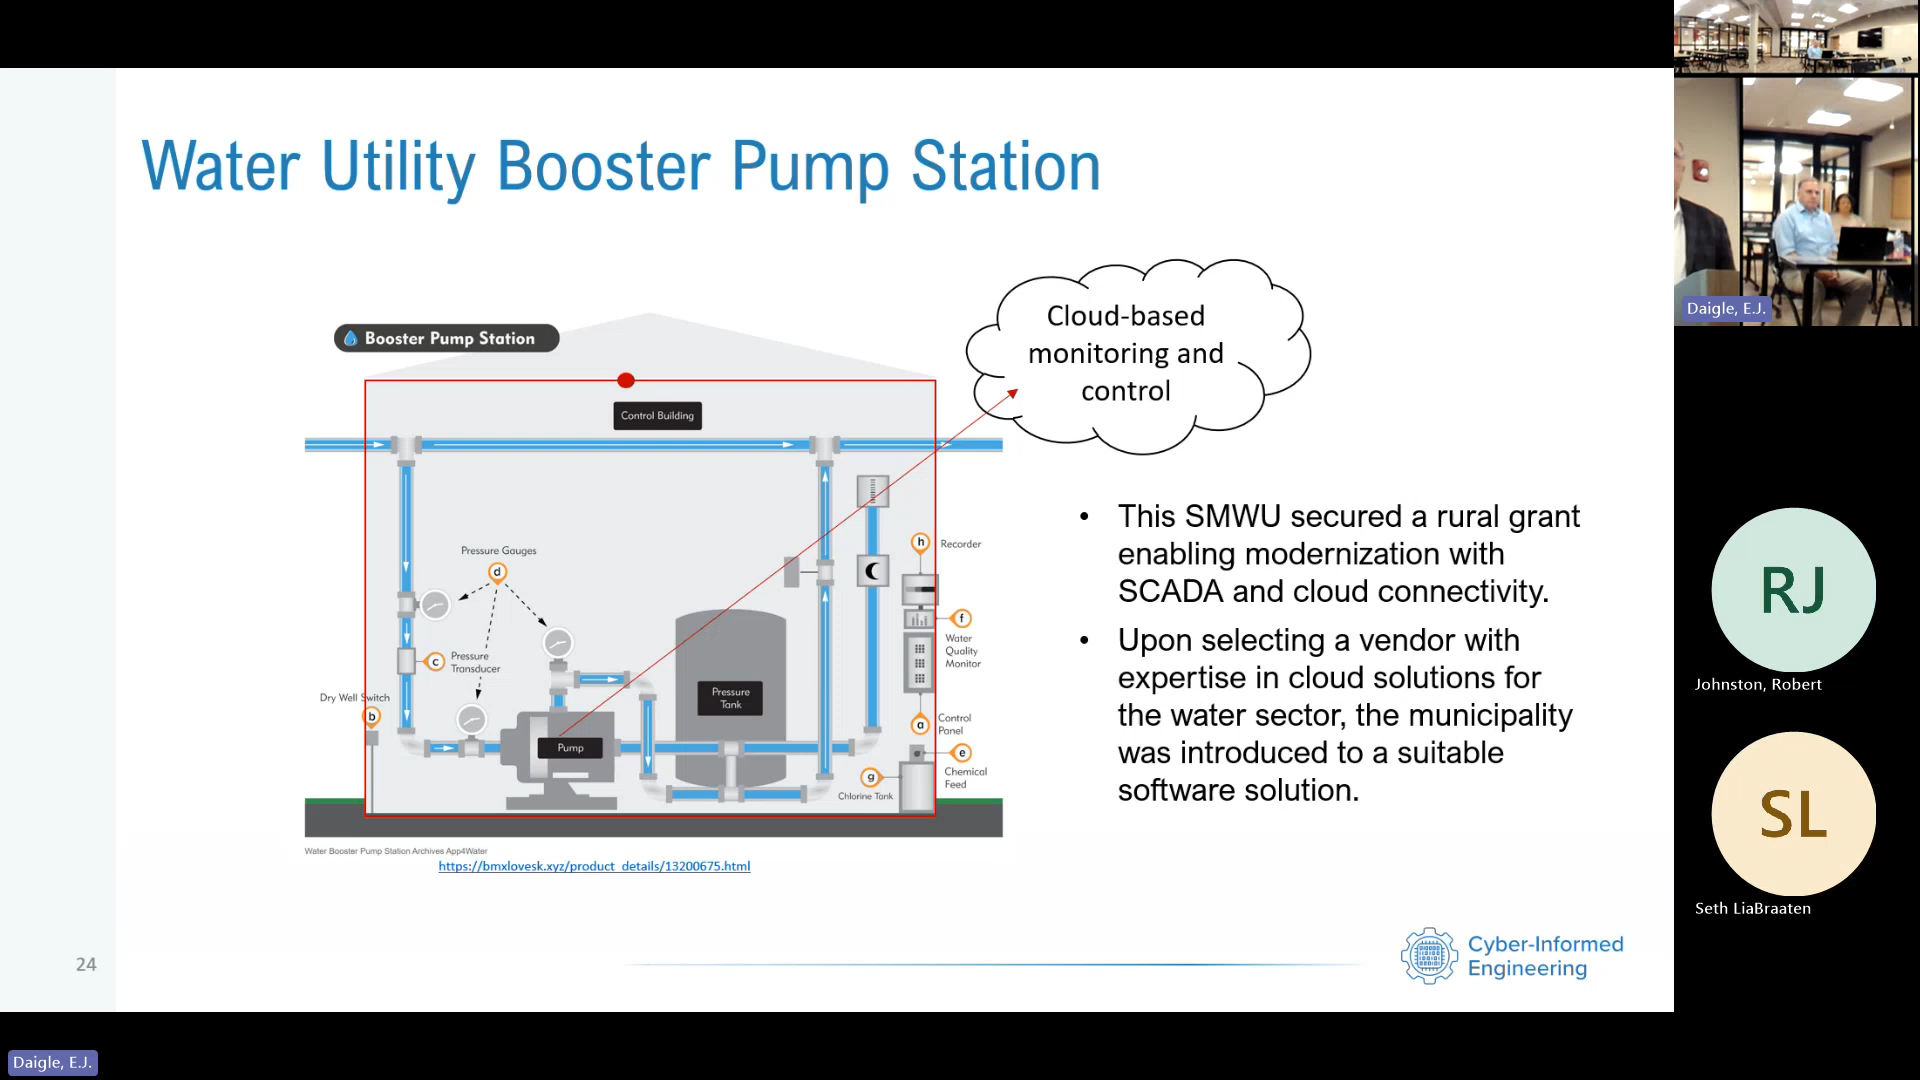 Water Utility Booster Pump Station
Booster Pump Station
Control Building
Cloud-based
monitoring and
control
Pressure Gauges
d
h
Recorder
f
Water
Quality
Monitor
c
Pressure
Transducer
Dry Well Switch
b
Pressure
Tank
Pump
a
Control
Panel
e
Chemical
Feed
g
Chlorine Tank
Water Booster Pump Station Archives App4Water
https://bmxlovesk.xyz/product_details/13200675.html
• This SMWU secured a rural grant
enabling modernization with
SCADA and cloud connectivity.
• Upon selecting a vendor with
expertise in cloud solutions for
the water sector, the municipality
was introduced to a suitable
software solution.
24
Cyber-Informed
Engineering
Daigle, E.J.
RJ
Johnston, Robert
SL
Seth LiaBraaten
Daigle, E.J.